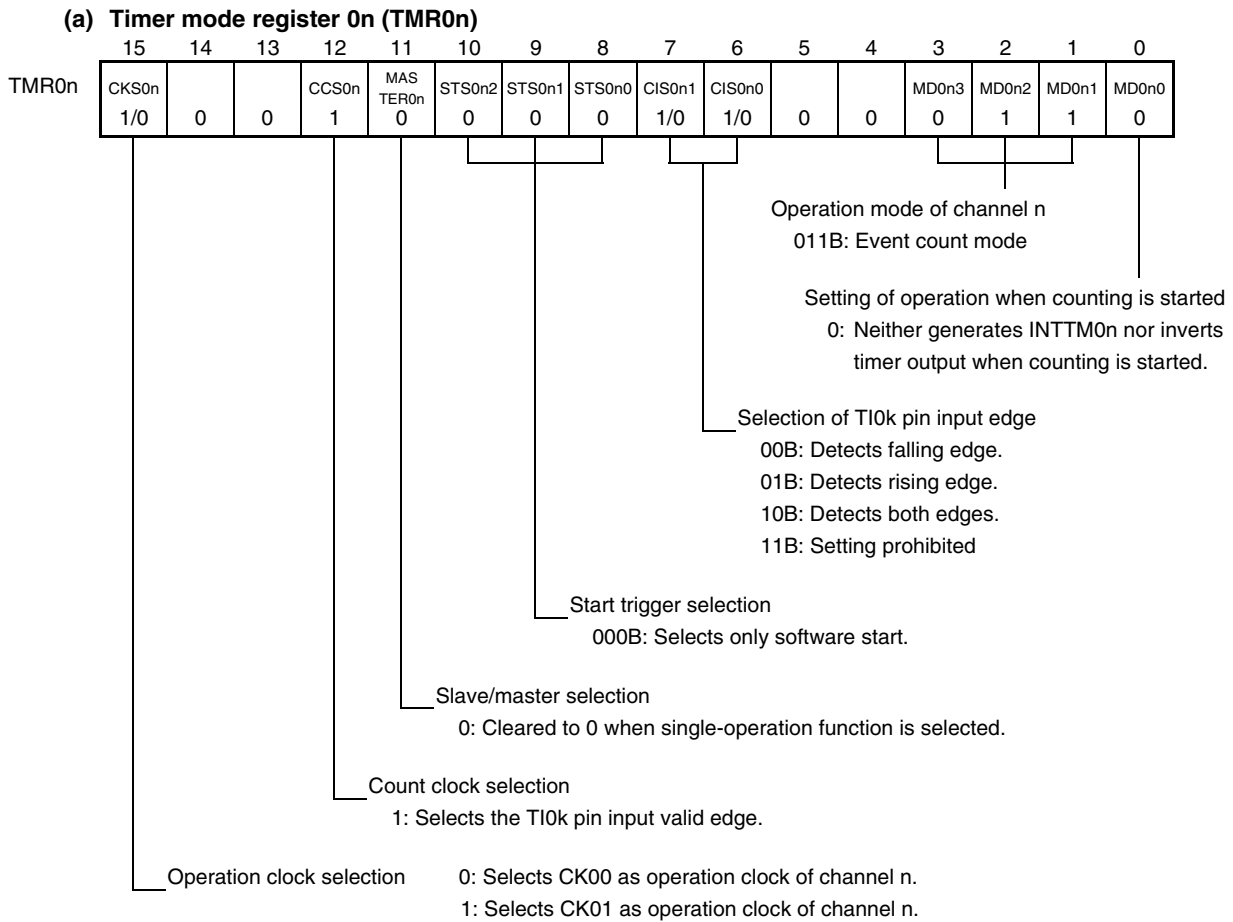 (a) Timer mode register 0n (TMR0n)
15 14 13 12 11 10 9 8 7 6 5 4 3 2 1 0
TMR0n CKS0n CCS0n MAS TER0n STS0n2 STS0n1 STS0n0 CIS0n1 CIS0n0 MD0n3 MD0n2 MD0n1 MD0n0
1/0 0 0 1 0 0 0 0 1/0 1/0 0 0 0 1 1 0
Operation mode of channel n
011B: Event count mode
Setting of operation when counting is started
0: Neither generates INTTM0n nor inverts
timer output when counting is started.
Selection of TI0k pin input edge
00B: Detects falling edge.
01B: Detects rising edge.
10B: Detects both edges.
11B: Setting prohibited
Start trigger selection
000B: Selects only software start.
Slave/master selection
0: Cleared to 0 when single-operation function is selected.
Count clock selection
1: Selects the TI0k pin input valid edge.
Operation clock selection 0: Selects CK00 as operation clock of channel n.
1: Selects CK01 as operation clock of channel n.